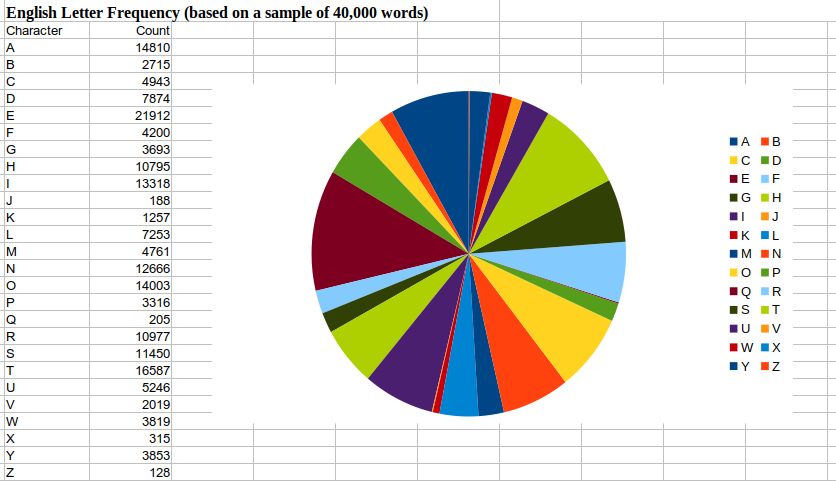 English Letter Frequency (based on a sample of 40,000 words)
Character Count
A 14810
B 2715
C 4943
D 7874
E 21912
F 4200
G 3693
H 10795
I 13318
J 188
K 1257
L 7253
M 4761
N 12666
O 14003
P 3316
Q 205
R 10977
S 11450
T 16587
U 5246
V 2019
W 3819
X 315
Y 3853
Z 128
A B
C D
E F
G H
I J
K L
M N
O P
Q R
S T
U V
W X
Y Z